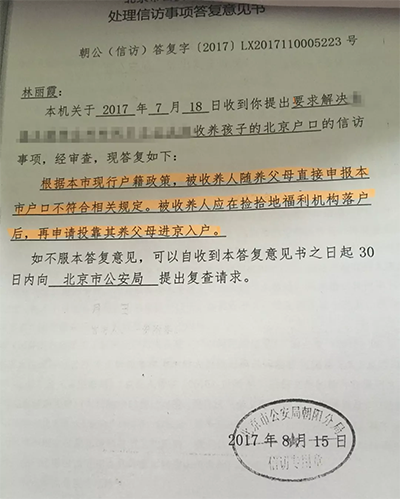 处理信访事项答复意见书
朝公（信访）答复字〔2017〕LX2017110005223 号
林丽霞：
本机关于 2017 年 7 月 18 日收到你提出要求解决
收养孩子的北京户口的信访
事项，经审查，现答复如下：
根据本市现行户籍政策，被收养人随养父母直接申报本
市户口不符合相关规定。被收养人应在捡拾地福利机构落户
后，再申请投靠其养父母进京入户。
如不服本答复意见，可以自收到本答复意见书之日起 30
日内向 北京市公安局 提出复查请求。
北京市公安局朝阳分局
2017 年 8 月 15 日
信访专用章